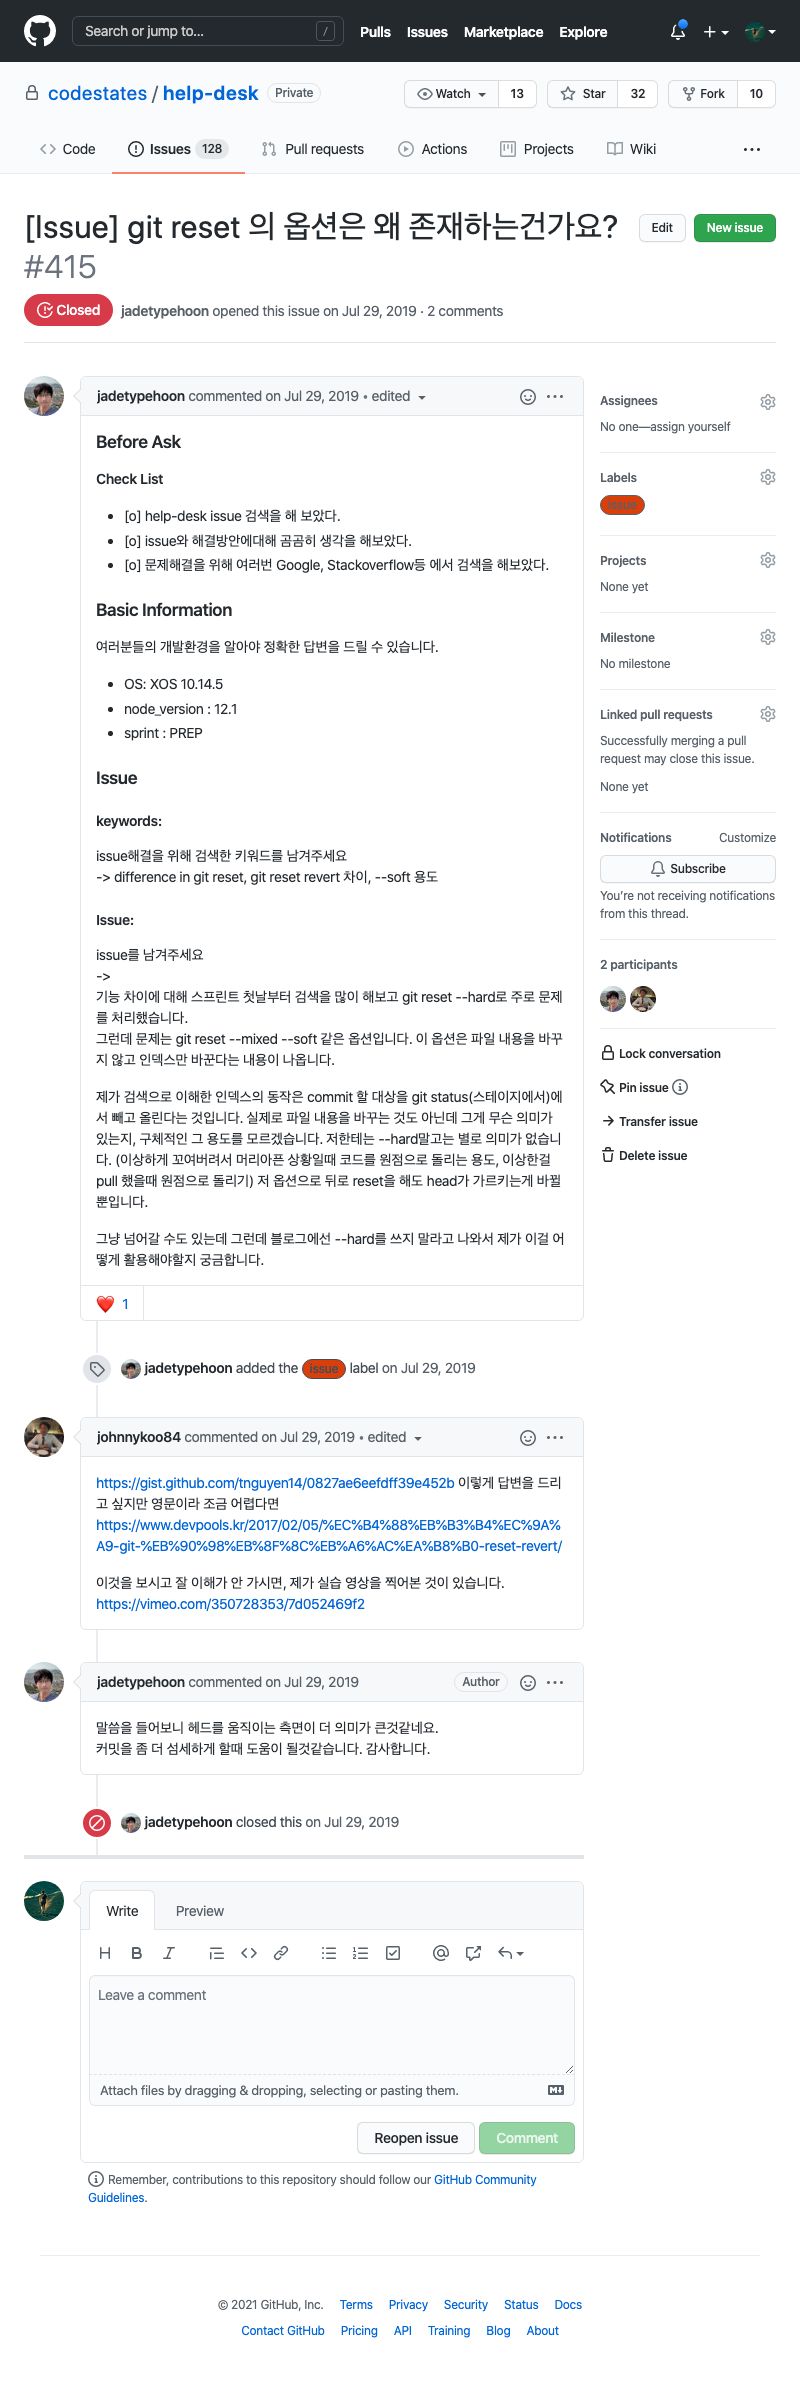 Search or jump to...
/
Pulls
Issues
Marketplace
Explore
codestates / help-desk
Private
Watch
13
Star
32
Fork
10
Code
Issues 128
Pull requests
Actions
Projects
Wiki
[Issue] git reset 의 옵션은 왜 존재하는건가요?
#415
Edit
New issue
Closed
jadetypehoon opened this issue on Jul 29, 2019 · 2 comments
jadetypehoon commented on Jul 29, 2019 • edited
Before Ask
Check List
• [o] help-desk issue 검색을 해 보았다.
• [o] issue와 해결방안에대해 곰곰히 생각을 해보았다.
• [o] 문제해결을 위해 여러번 Google, Stackoverflow등 에서 검색을 해보았다.
Basic Information
여러분들의 개발환경을 알아야 정확한 답변을 드릴 수 있습니다.
• OS: XOS 10.14.5
• node_version : 12.1
• sprint : PREP
Issue
keywords:
issue해결을 위해 검색한 키워드를 남겨주세요
-> difference in git reset, git reset revert 차이, --soft 용도
Issue:
issue를 남겨주세요
->
기능 차이에 대해 스프린트 첫날부터 검색을 많이 해보고 git reset --hard로 주로 문제
를 처리했습니다.
그런데 문제는 git reset --mixed --soft 같은 옵션입니다. 이 옵션은 파일 내용을 바꾸
지 않고 인덱스만 바꾼다는 내용이 나옵니다.
제가 검색으로 이해한 인덱스의 동작은 commit 할 대상을 git status(스테이지에서)에
서 빼고 올린다는 것입니다. 실제로 파일 내용을 바꾸는 것도 아닌데 그게 무슨 의미가
있는지, 구체적인 그 용도를 모르겠습니다. 저한테는 --hard말고는 별로 의미가 없습니
다. (이상하게 꼬여버려서 머리아픈 상황일때 코드를 원점으로 돌리는 용도, 이상한걸
pull 했을때 원점으로 돌리기) 저 옵션으로 뒤로 reset을 해도 head가 가르키는게 바뀔
뿐입니다.
그냥 넘어갈 수도 있는데 그런데 블로그에선 --hard를 쓰지 말라고 나와서 제가 이걸 어
떻게 활용해야할지 궁금합니다.
❤️ 1
jadetypehoon added the issue label on Jul 29, 2019
johnnykoo84 commented on Jul 29, 2019 • edited
https://gist.github.com/tnguyen14/0827ae6eefdff39e452b 이렇게 답변을 드리
고 싶지만 영문이라 조금 어렵다면
https://www.devpools.kr/2017/02/05/%EC%B4%88%EB%B3%B4%EC%9A%
A9-git-%EB%90%98%EB%8F%8C%EB%A6%AC%EA%B8%B0-reset-revert/
이것을 보시고 잘 이해가 안 가시면, 제가 실습 영상을 찍어본 것이 있습니다.
https://vimeo.com/350728353/7d052469f2
jadetypehoon commented on Jul 29, 2019
Author
말씀을 들어보니 헤드를 움직이는 측면이 더 의미가 큰것같네요.
커밋을 좀 더 섬세하게 할때 도움이 될것같습니다. 감사합니다.
jadetypehoon closed this on Jul 29, 2019
Write
Preview
Leave a comment
Attach files by dragging & dropping, selecting or pasting them.
Reopen issue
Comment
Remember, contributions to this repository should follow our GitHub Community
Guidelines.
Assignees
No one—assign yourself
Labels
issue
Projects
None yet
Milestone
No milestone
Linked pull requests
Successfully merging a pull
request may close this issue.
None yet
Notifications
Customize
Subscribe
You're not receiving notifications
from this thread.
2 participants
Lock conversation
Pin issue
Transfer issue
Delete issue
© 2021 GitHub, Inc.
Terms
Privacy
Security
Status
Docs
Contact GitHub
Pricing
API
Training
Blog
About